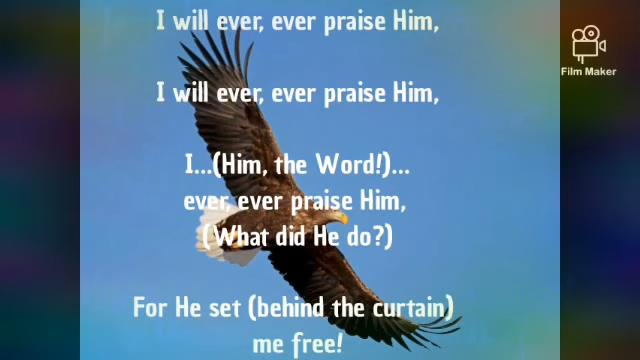 I will ever, ever praise Him,
Film Maker
I will ever, ever praise Him,
I...(Him, the Word!)...
ever, ever praise Him,
(What did He do?)
For He set (behind the curtain)
me free!